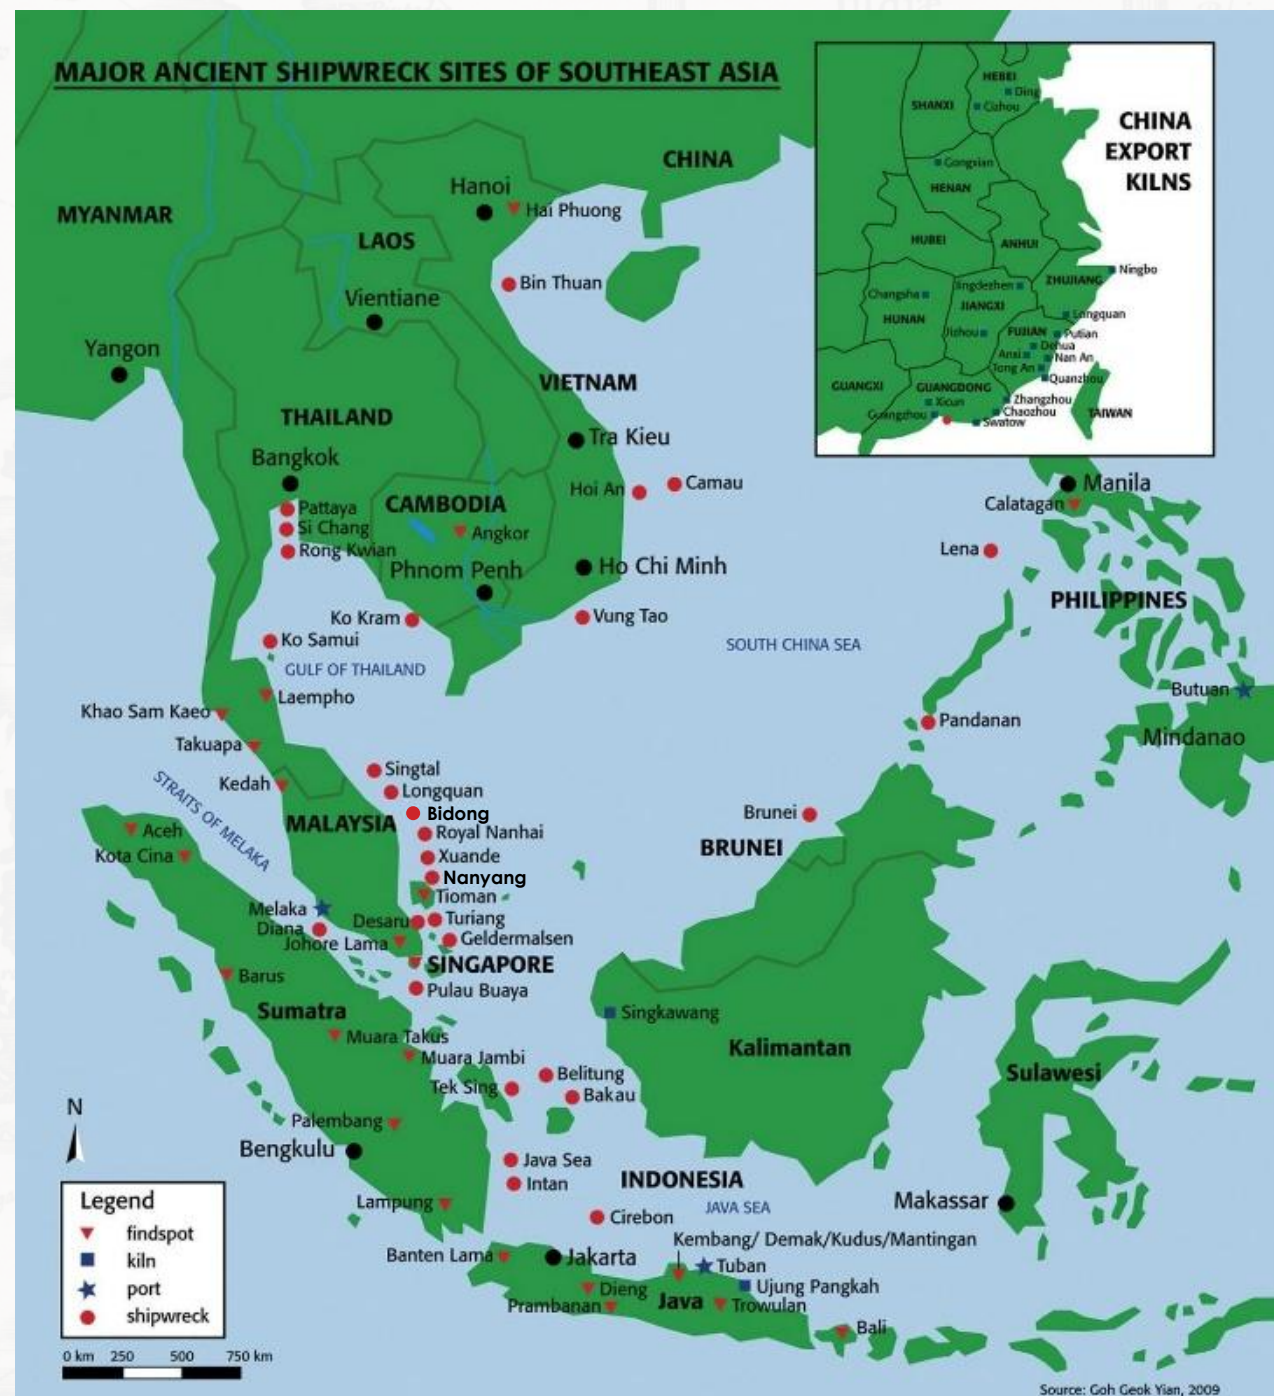 MAJOR ANCIENT SHIPWRECK SITES OF SOUTHEAST ASIA
CHINA
EXPORT
KILNS
HEBEI
Ding
SHANXI
Cizhou
Gongxian
HENAN
HUBEI
ANHUI
Ningbo
ZHUJIANG
Jingdezhen
Changsha
JIANGXI
HUNAN
Longquan
Jizhou
FUJIAN
Putian
Dehua
Anxi
Nan An
Tong An
Quanzhou
GUANGXI
GUANGDONG
Xicun
Zhangzhou
Chaozhou
Guangzhou
Swatow
TAIWAN
CHINA
MYANMAR
Hanoi
Hai Phuong
LAOS
Bin Thuan
Vientiane
Yangon
VIETNAM
THAILAND
Tra Kieu
Bangkok
Hoi An
Camau
Pattaya
CAMBODIA
Si Chang
Angkor
Rong Kwian
Phnom Penh
Ho Chi Minh
Ko Kram
Vung Tao
Ko Samui
GULF OF THAILAND
SOUTH CHINA SEA
Manila
Calatagan
Lena
PHILIPPINES
Butuan
Mindanao
Pandanan
Laempho
Khao Sam Kaeo
Takuapa
Kedah
STRAITS OF MELAKA
Singtal
Longquan
Bidong
MALAYSIA
Royal Nanhai
Xuande
Nanyang
Tioman
Brunei
BRUNEI
Aceh
Kota Cina
Melaka
Diana
Desaru
Turiang
Johore Lama
Geldermalsen
SINGAPORE
Pulau Buaya
Barus
Sumatra
Singkawang
Muara Takus
Muara Jambi
Kalimantan
Sulawesi
Belitung
Tek Sing
Bakau
Palembang
Bengkulu
Java Sea
Intan
INDONESIA
JAVA SEA
Makassar
Lampung
Cirebon
Kembang/ Demak/Kudus/Mantingan
Banten Lama
Jakarta
Tuban
Ujung Pangkah
Dieng
Java
Prambanan
Trowulan
Bali
N
Legend
findspot
kiln
port
shipwreck
0 km 250 500 750 km
Source: Goh Geok Yian, 2009